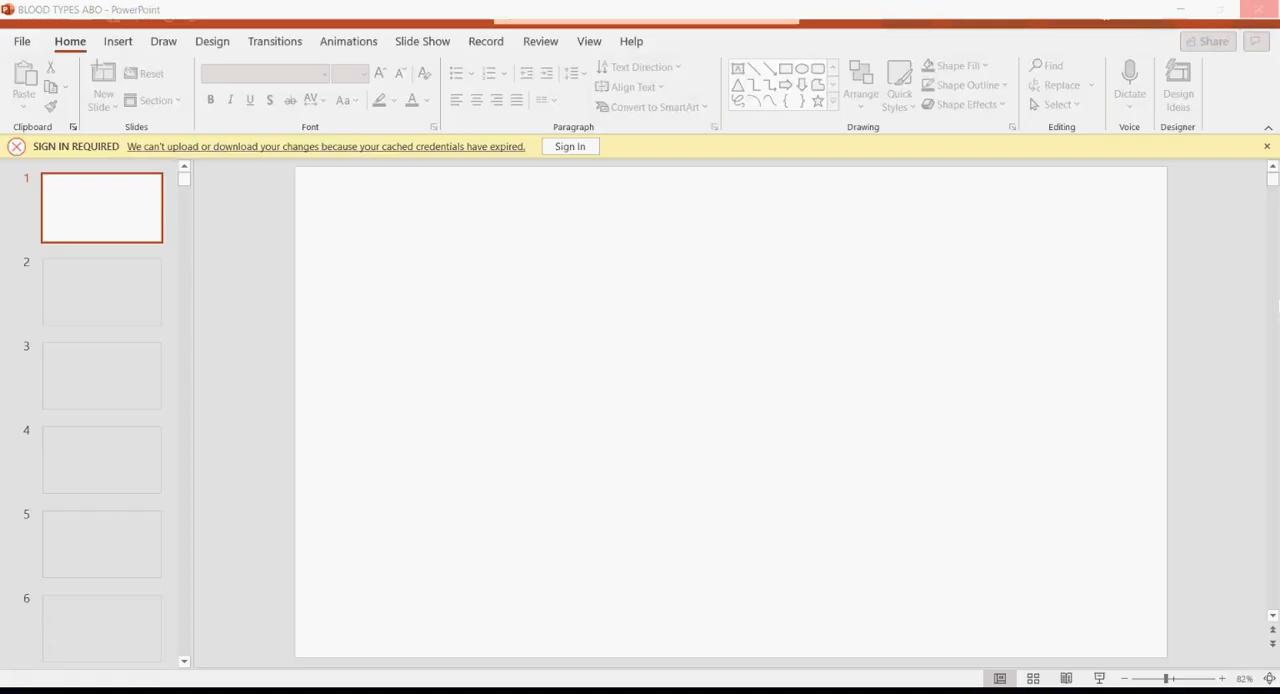 BLOOD TYPES ABO - PowerPoint
File Home Insert Draw Design Transitions Animations Slide Show Record Review View Help Share
Paste
Clipboard
New Slide
Reset
Section
Slides
B I U S ab AV Aa A
Font
Text Direction
Align Text
Convert to SmartArt
Paragraph
Arrange
Quick Styles
Shape Fill
Shape Outline
Shape Effects
Drawing
Find
Replace
Select
Editing
Dictate
Voice
Design Ideas
Designer
SIGN IN REQUIRED We can't upload or download your changes because your cached credentials have expired. Sign In
1
2
3
4
5
6
82%